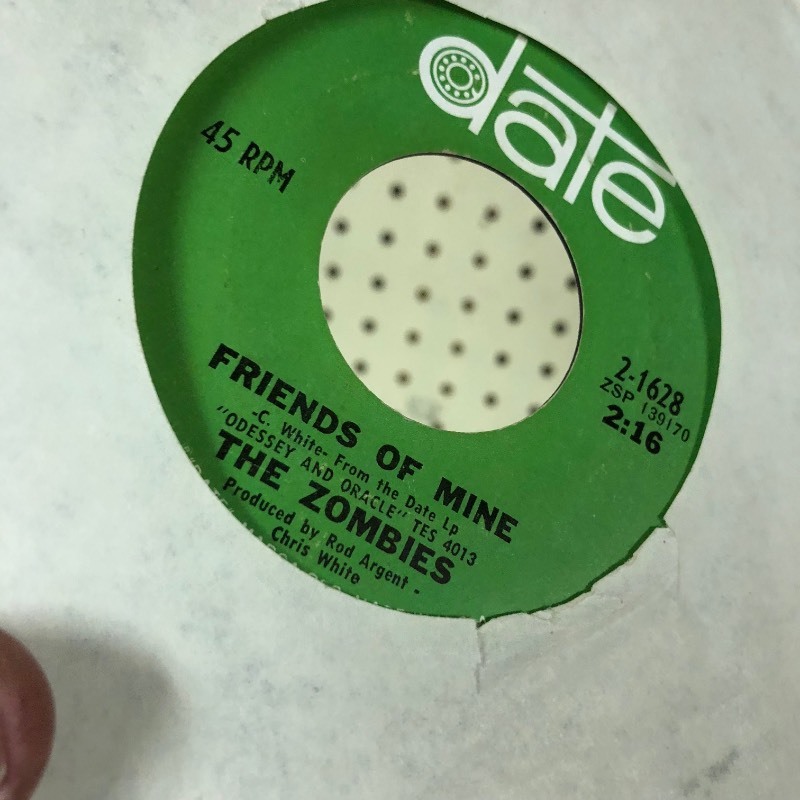 date
45 RPM
2-1628
ZSP 139170
2:16
FRIENDS OF MINE
-C. White- From the Date Lp
"ODESSEY AND ORACLE" TES 4013
THE ZOMBIES
Produced by Rod Argent -
Chris White